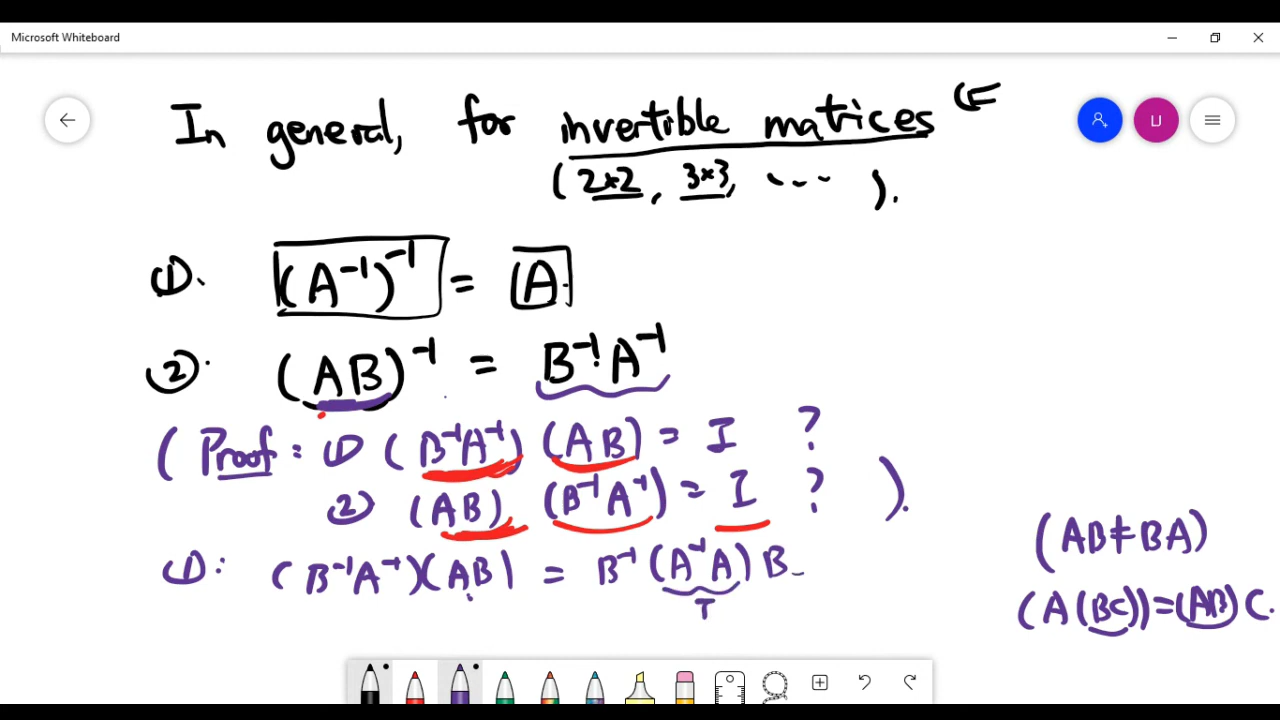 Microsoft Whiteboard
In general, for invertible matrices ⇐
(2×2, 3×3, ...).
①. (A⁻¹)⁻¹ = A.
②. (AB)⁻¹ = B⁻¹A⁻¹
(Proof: ① (B⁻¹A⁻¹)(AB) = I ?
② (AB)(B⁻¹A⁻¹) = I ? ).
①: (B⁻¹A⁻¹)(AB) = B⁻¹(A⁻¹A)B
I
(AB≠BA)
(A(BC))=(AB)C.